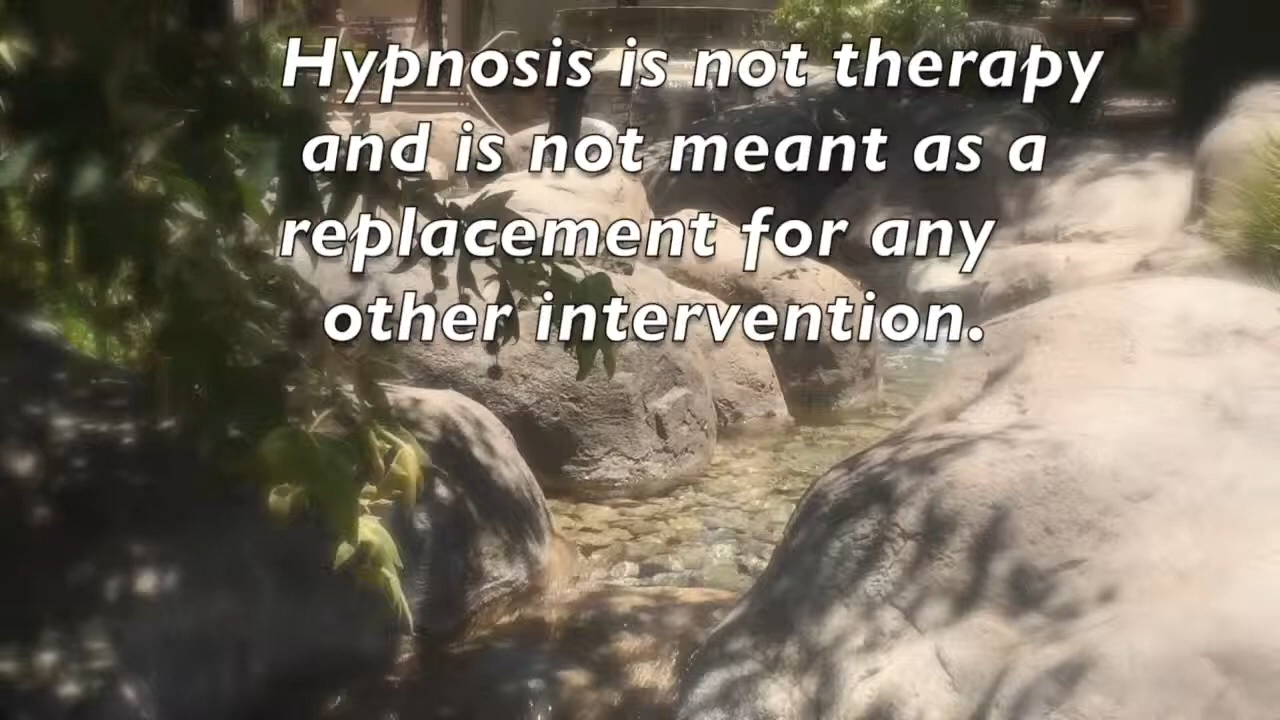 Hypnosis is not therapy
and is not meant as a
replacement for any
other intervention.